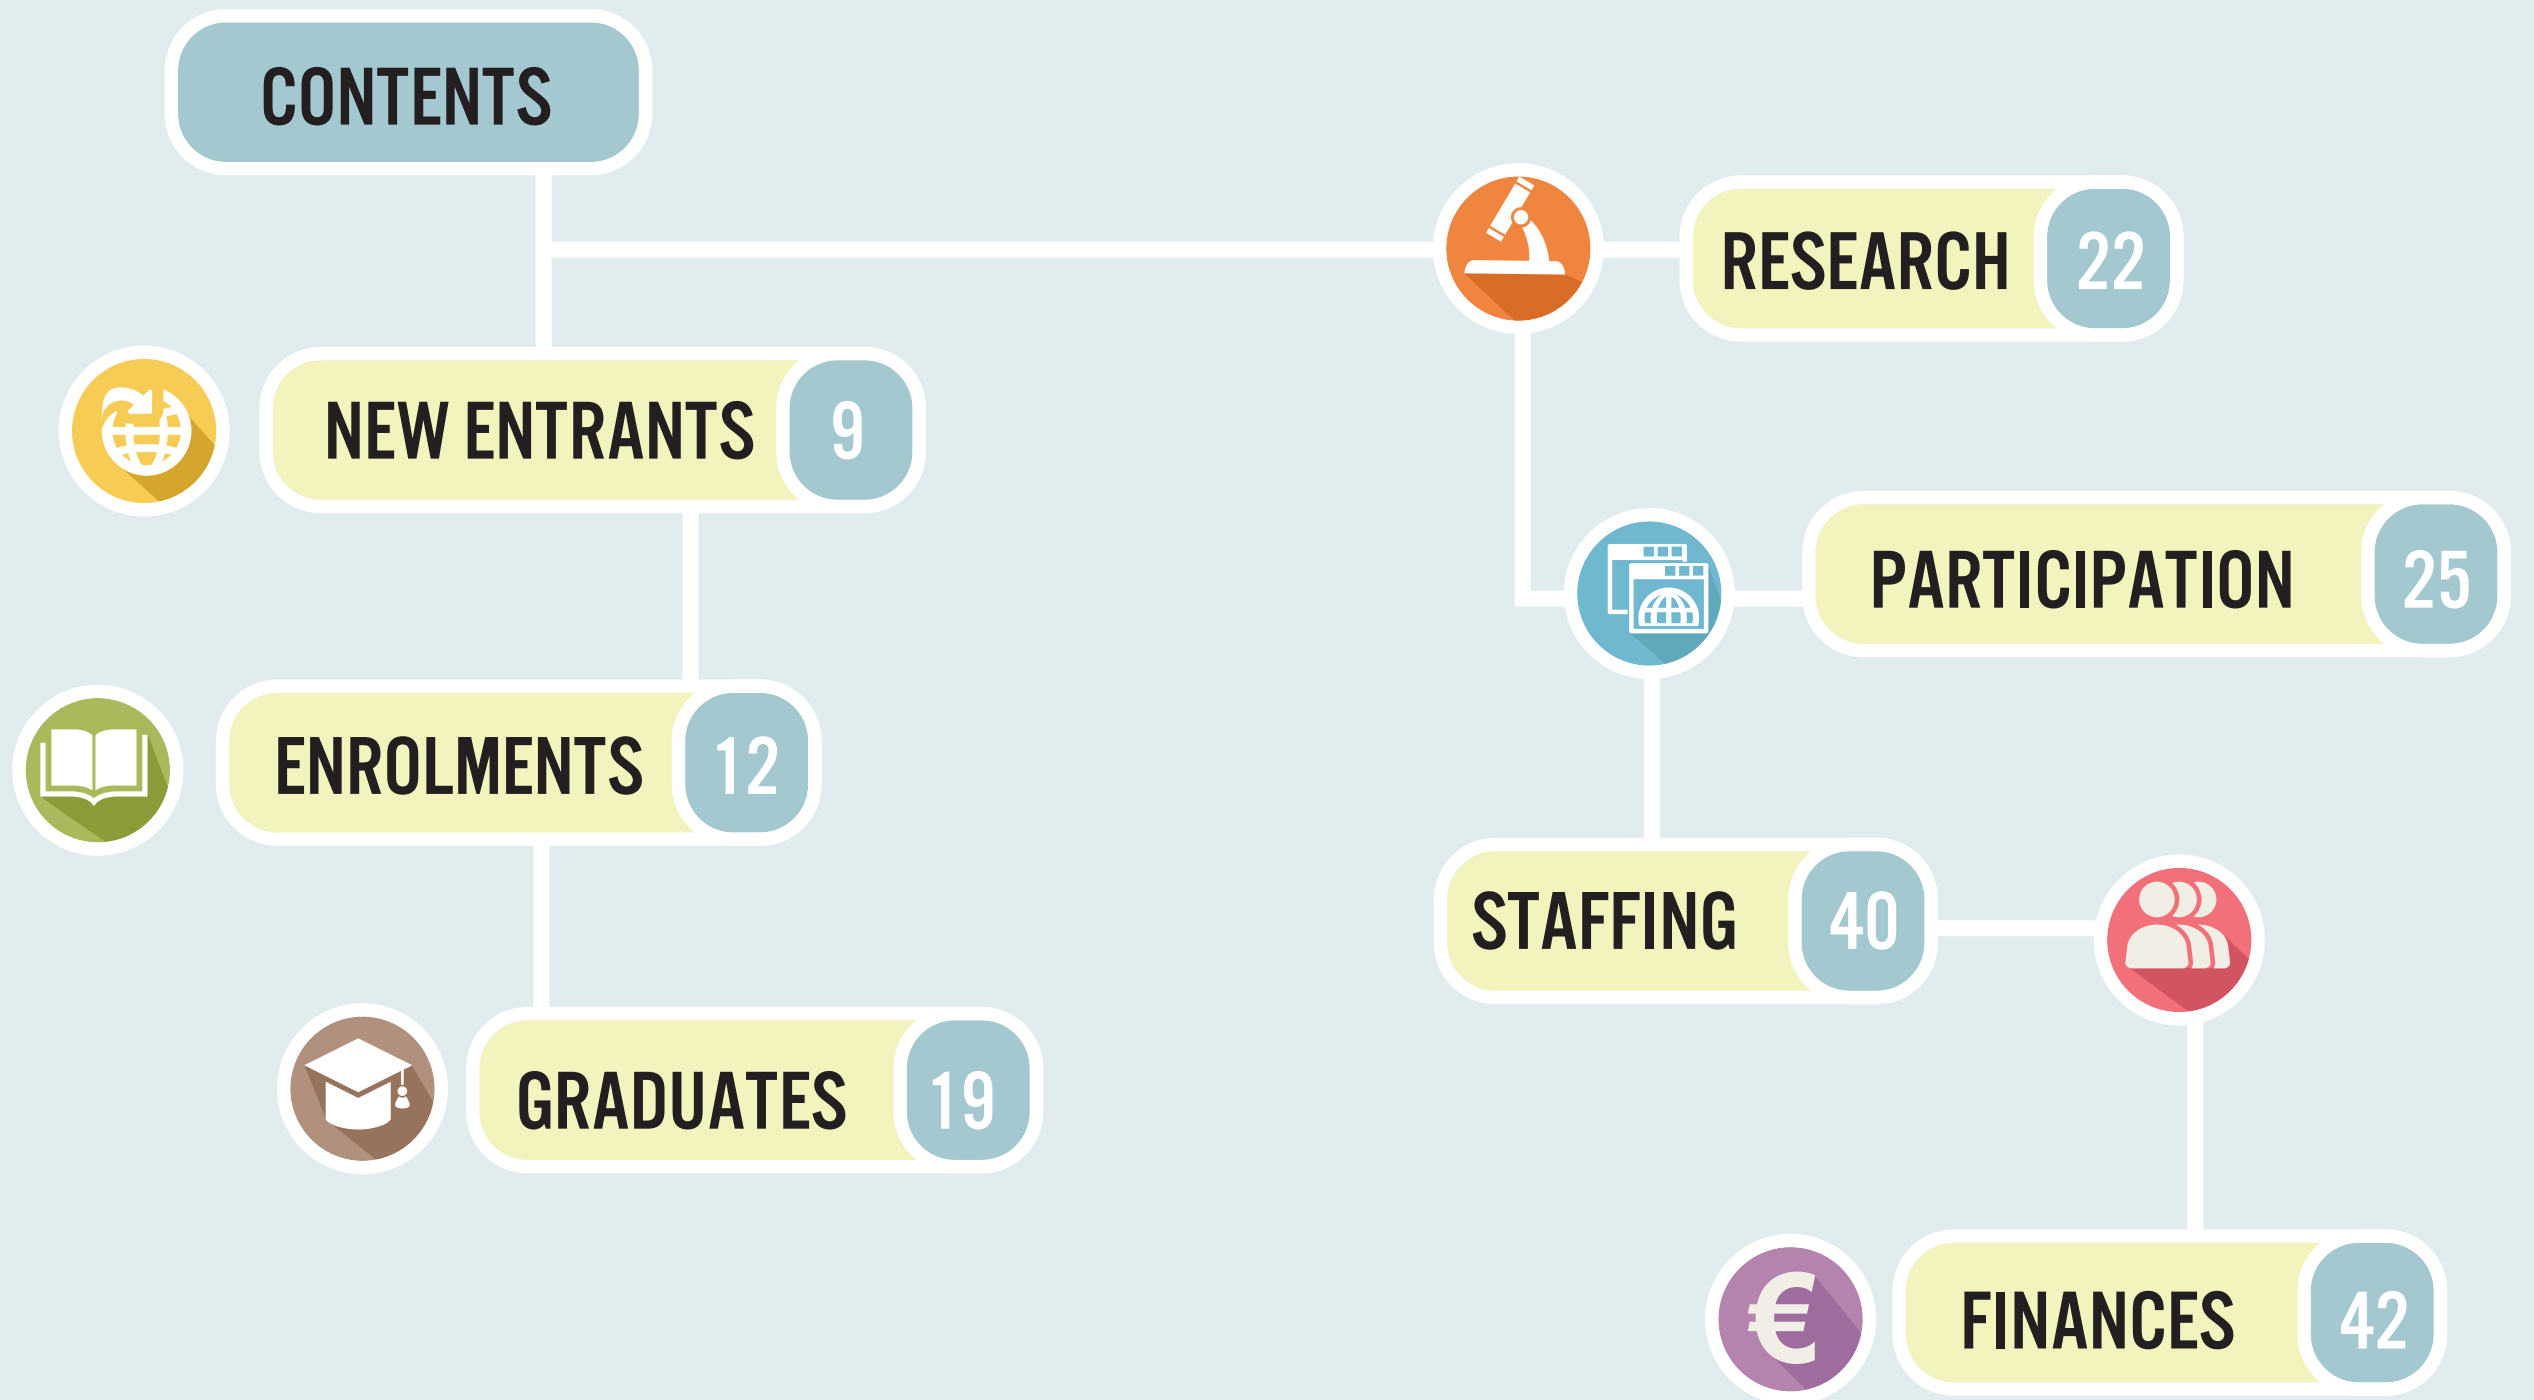 CONTENTS
NEW ENTRANTS 9
ENROLMENTS 12
GRADUATES 19
RESEARCH 22
PARTICIPATION 25
STAFFING 40
€
FINANCES 42